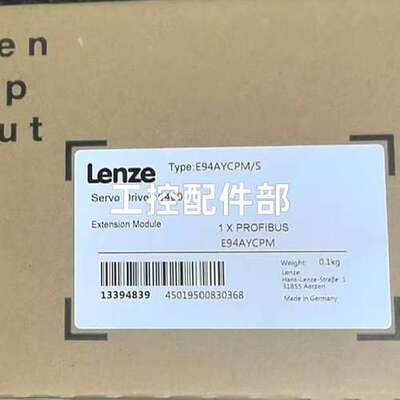 en
p
ut
Lenze
Type:E94AYCPM/S
工控配件部
Servo Drive 9400
Extension Module
1 X PROFIBUS
E94AYCPM
Weight: 0,1kg
Lenze
Hans-Lenze-Straße 1
31855 Aerzen
Made in Germany
13394839 45019500830368